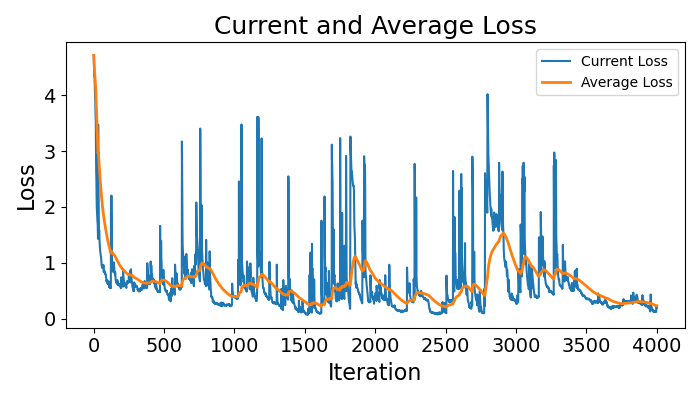 Current and Average Loss
Current Loss
Average Loss
Loss
4
3
2
1
0
0 500 1000 1500 2000 2500 3000 3500 4000
Iteration